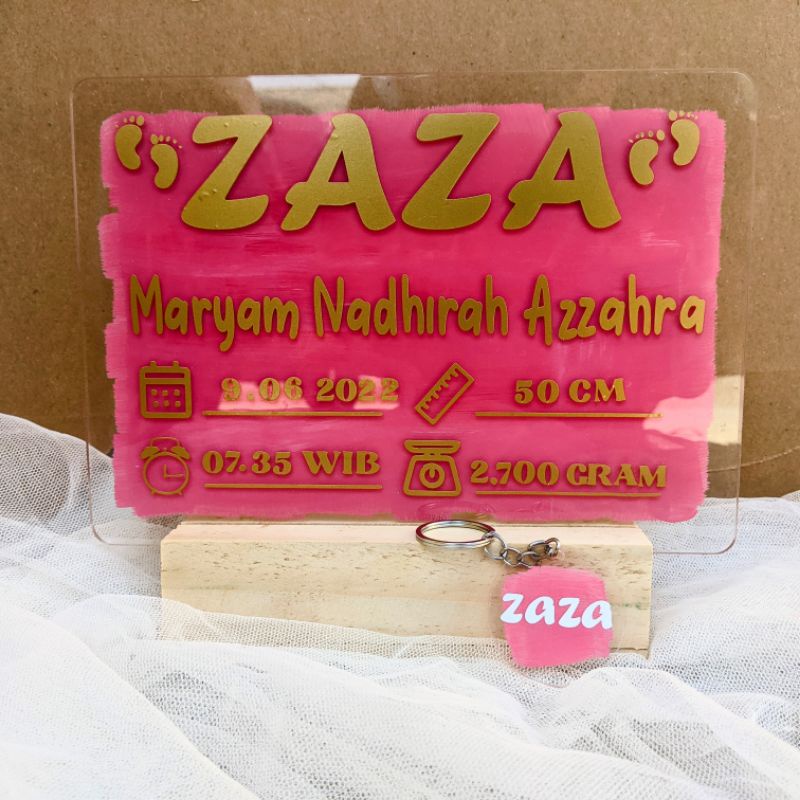 ZAZA
Maryam Nadhirah Azzahra
9.06 2022
50 CM
07.35 WIB
2.700 GRAM
zaza